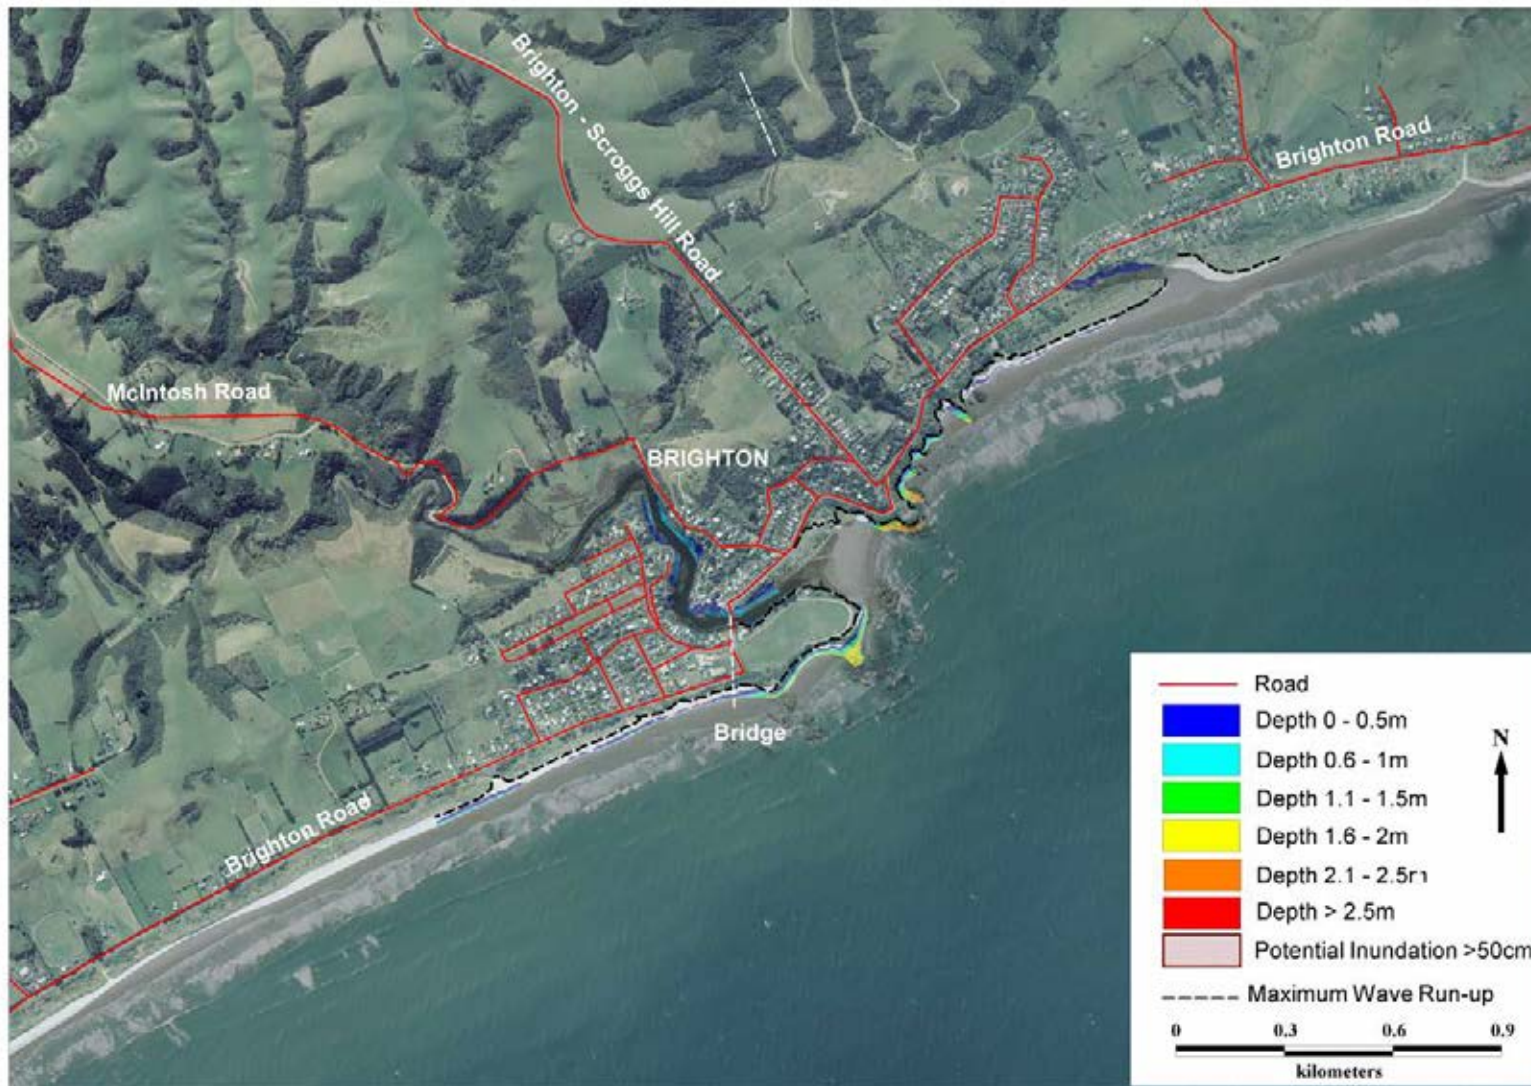 Brighton - Scroggs Hill Road
Brighton Road
McIntosh Road
BRIGHTON
Bridge
Brighton Road
Road
Depth 0 - 0.5m
Depth 0.6 - 1m
Depth 1.1 - 1.5m
Depth 1.6 - 2m
Depth 2.1 - 2.5m
Depth > 2.5m
Potential Inundation >50cm
Maximum Wave Run-up
N
0 0.3 0.6 0.9
kilometers